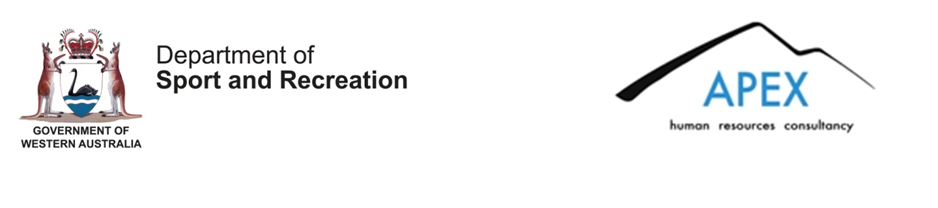 Department of
Sport and Recreation
GOVERNMENT OF
WESTERN AUSTRALIA
APEX
human resources consultancy